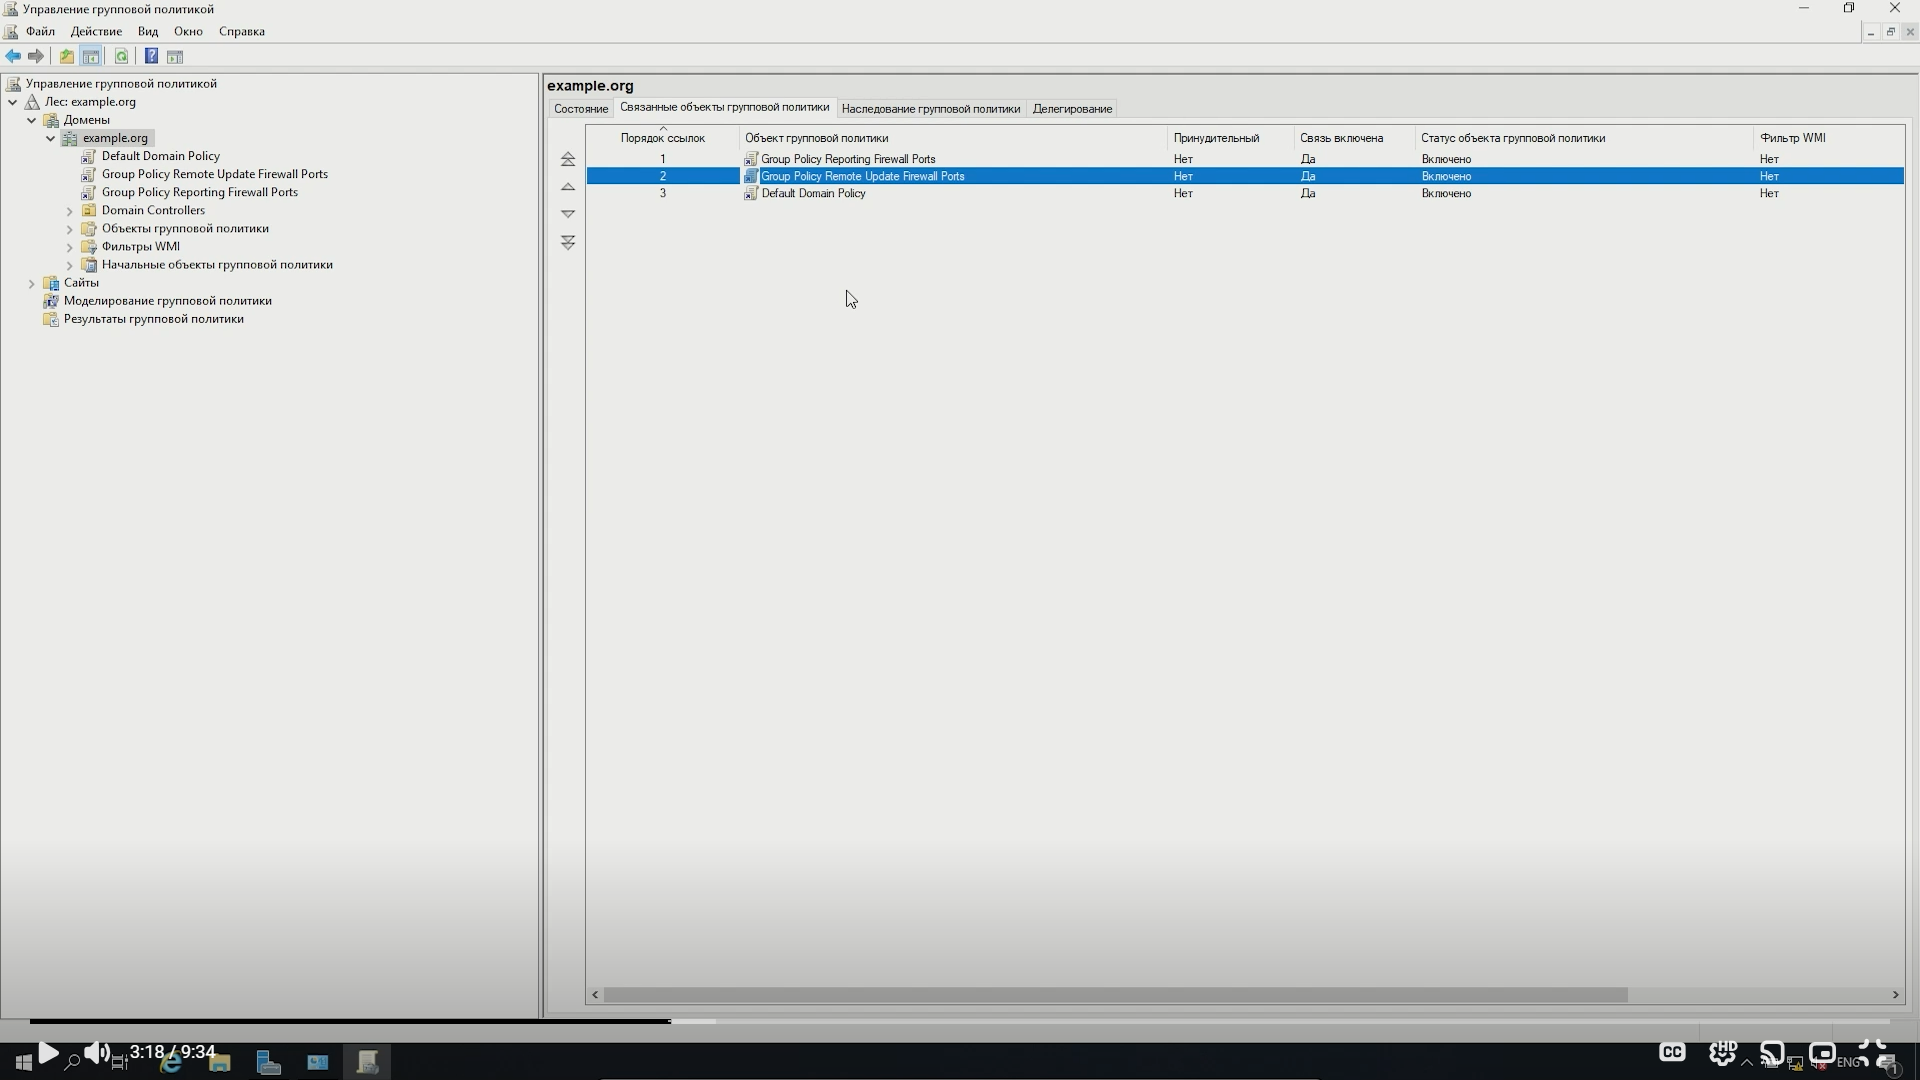 Управление групповой политикой
Файл Действие Вид Окно Справка
Управление групповой политикой
Лес: example.org
Домены
example.org
Default Domain Policy
Group Policy Remote Update Firewall Ports
Group Policy Reporting Firewall Ports
Domain Controllers
Объекты групповой политики
Фильтры WMI
Начальные объекты групповой политики
Сайты
Моделирование групповой политики
Результаты групповой политики
example.org
Состояние Связанные объекты групповой политики Наследование групповой политики Делегирование
Порядок ссылок Объект групповой политики Принудительный Связь включена Статус объекта групповой политики Фильтр WMI
1 Group Policy Reporting Firewall Ports Нет Да Включено Нет
2 Group Policy Remote Update Firewall Ports Нет Да Включено Нет
3 Default Domain Policy Нет Да Включено Нет
3:18 / 9:34
CC HD ENG 1